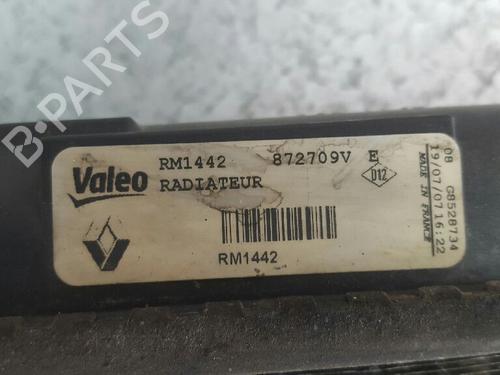 B-PARTS
Valeo
RM1442 872709V E
RADIATEUR
D12
RM1442
08 G8528734
19/07/07 16:22
MADE IN FRANCE